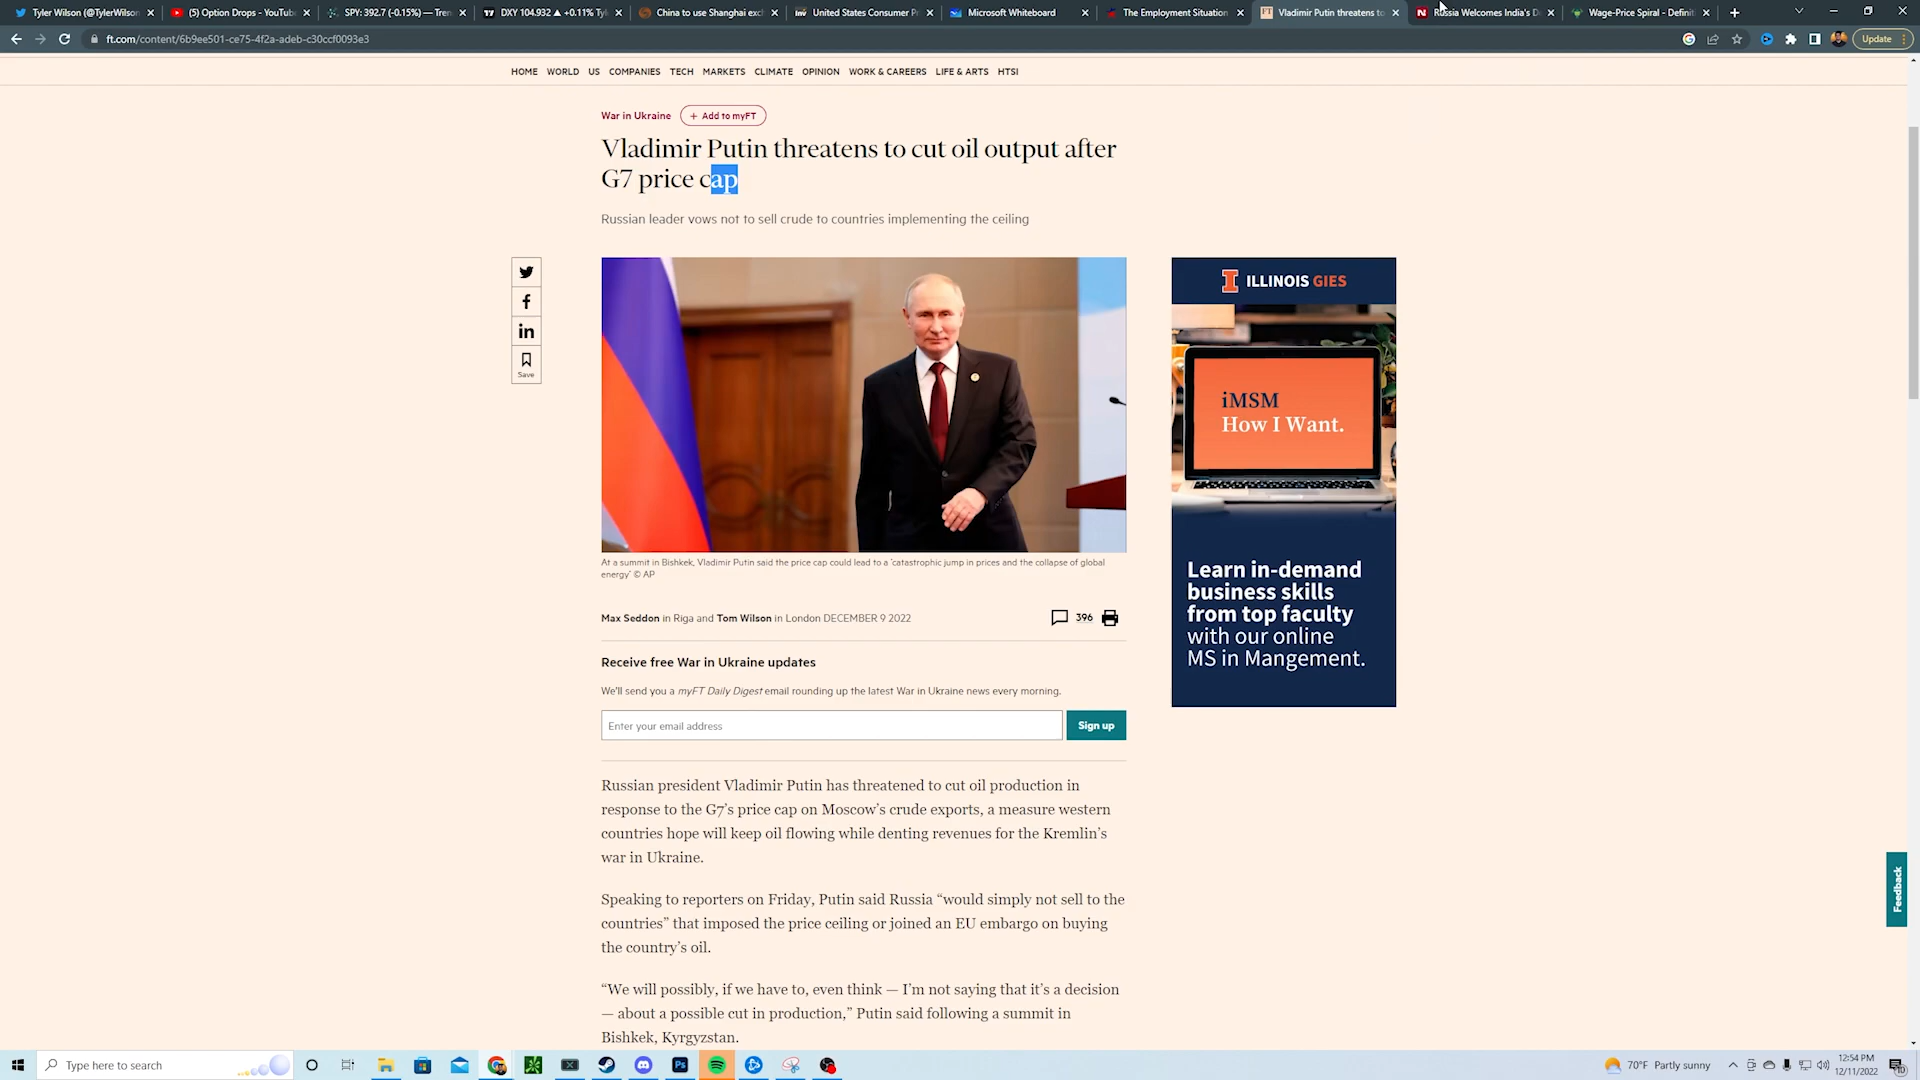 Tyler Wilson (@TylerWilson
(5) Option Drops - YouTube
SPY: 392.7 (-0.15%) — Tren
DXY 104.932 ▲ +0.11% Tyl
China to use Shanghai exch
United States Consumer Pr
Microsoft Whiteboard
The Employment Situation
Vladimir Putin threatens to
Russia Welcomes India's De
Wage-Price Spiral - Definiti
ft.com/content/6b9ee501-ce75-4f2a-adeb-c30ccf0093e3
Update
HOME WORLD US COMPANIES TECH MARKETS CLIMATE OPINION WORK & CAREERS LIFE & ARTS HTSI
War in Ukraine
+ Add to myFT
Vladimir Putin threatens to cut oil output after
G7 price cap
Russian leader vows not to sell crude to countries implementing the ceiling
Save
At a summit in Bishkek, Vladimir Putin said the price cap could lead to a 'catastrophic jump in prices and the collapse of global
energy' © AP
Max Seddon in Riga and Tom Wilson in London DECEMBER 9 2022
396
Receive free War in Ukraine updates
We'll send you a myFT Daily Digest email rounding up the latest War in Ukraine news every morning.
Enter your email address
Sign up
Russian president Vladimir Putin has threatened to cut oil production in
response to the G7's price cap on Moscow's crude exports, a measure western
countries hope will keep oil flowing while denting revenues for the Kremlin's
war in Ukraine.
Speaking to reporters on Friday, Putin said Russia “would simply not sell to the
countries” that imposed the price ceiling or joined an EU embargo on buying
the country's oil.
“We will possibly, if we have to, even think — I'm not saying that it's a decision
— about a possible cut in production,” Putin said following a summit in
Bishkek, Kyrgyzstan.
ILLINOIS GIES
iMSM
How I Want.
Learn in-demand
business skills
from top faculty
with our online
MS in Mangement.
Feedback
Type here to search
70°F Partly sunny
12:54 PM
12/11/2022